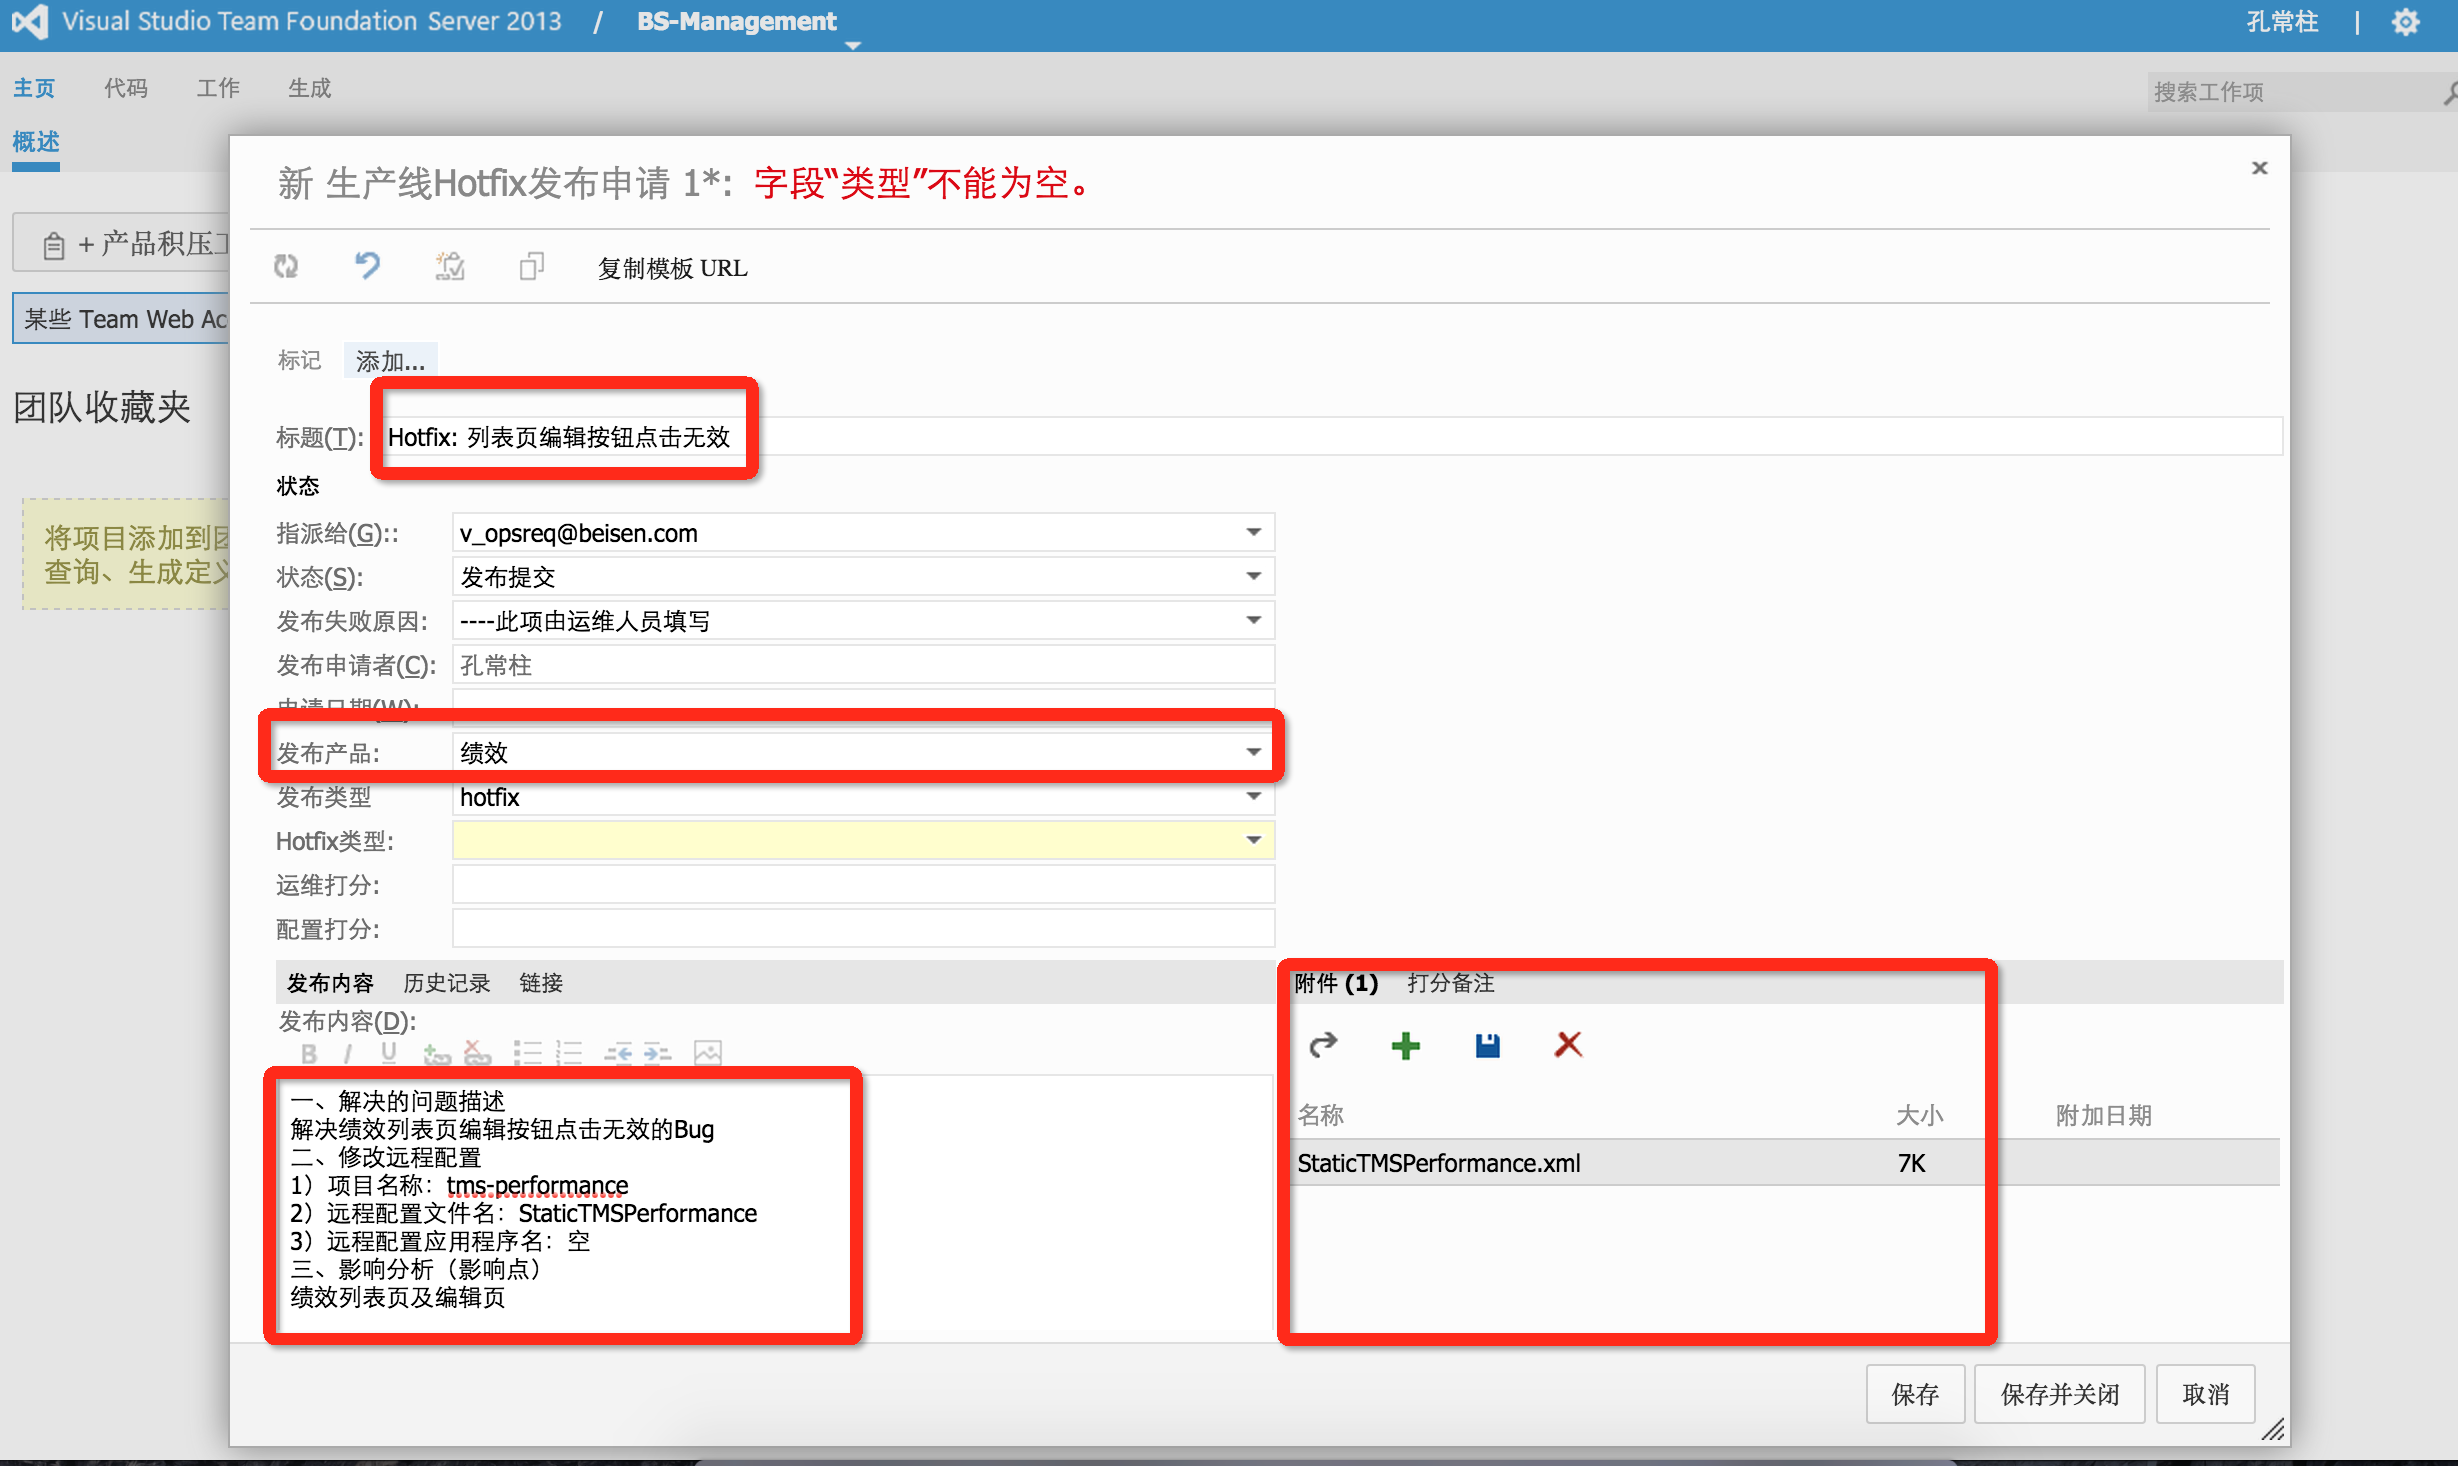 Visual Studio Team Foundation Server 2013 / BS-Management
孔常柱 |
主页 代码 工作 生成
搜索工作项
概述
新 生产线Hotfix发布申请 1*: 字段“类型”不能为空。
+ 产品积压
复制模板 URL
某些 Team Web Ac
标记 添加...
团队收藏夹
标题(T): Hotfix: 列表页编辑按钮点击无效
状态
将项目添加到团
查询、生成定义
指派给(G):: v_opsreq@beisen.com
状态(S): 发布提交
发布失败原因: ----此项由运维人员填写
发布申请者(C): 孔常柱
申请日期(W):
发布产品: 绩效
发布类型 hotfix
Hotfix类型:
运维打分:
配置打分:
发布内容 历史记录 链接
发布内容(D):
B I U
一、解决的问题描述
解决绩效列表页编辑按钮点击无效的Bug
二、修改远程配置
1）项目名称：tms-performance
2）远程配置文件名：StaticTMSPerformance
3）远程配置应用程序名：空
三、影响分析（影响点）
绩效列表页及编辑页
附件 (1) 打分备注
名称 大小 附加日期
StaticTMSPerformance.xml 7K
保存 保存并关闭 取消